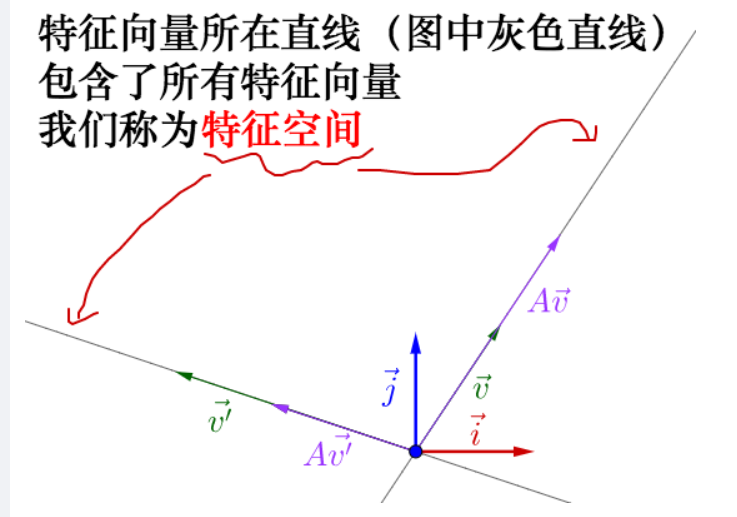 特征向量所在直线（图中灰色直线）
包含了所有特征向量
我们称为特征空间
A\vec{v}
\vec{j}
\vec{v}
\vec{i}
\vec{v'}
A\vec{v'}